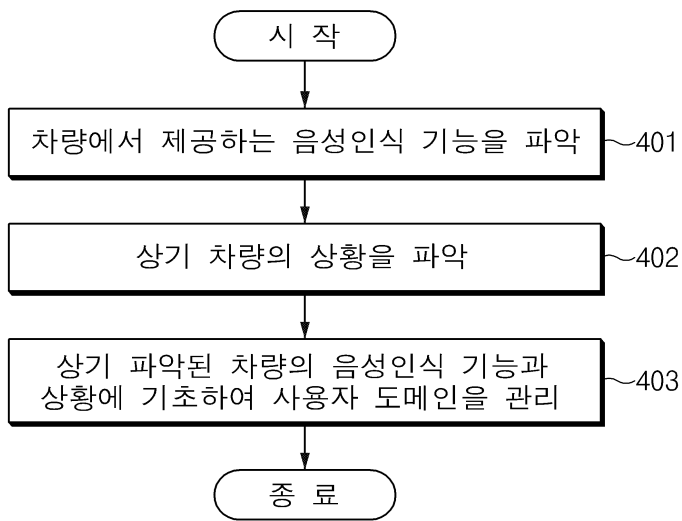 시 작
차량에서 제공하는 음성인식 기능을 파악
401
상기 차량의 상황을 파악
402
상기 파악된 차량의 음성인식 기능과
상황에 기초하여 사용자 도메인을 관리
403
종 료